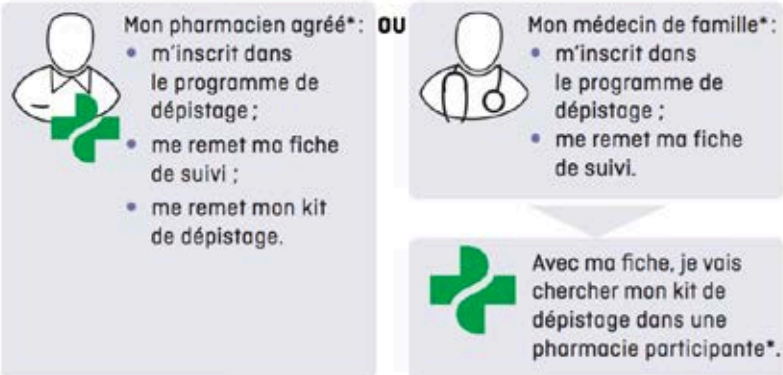 Mon pharmacien agréé* :
• m'inscrit dans
le programme de
dépistage ;
• me remet ma fiche
de suivi ;
• me remet mon kit
de dépistage.
OU
Mon médecin de famille* :
• m'inscrit dans
le programme de
dépistage ;
• me remet ma fiche
de suivi.
Avec ma fiche, je vais
chercher mon kit de
dépistage dans une
pharmacie participante*.